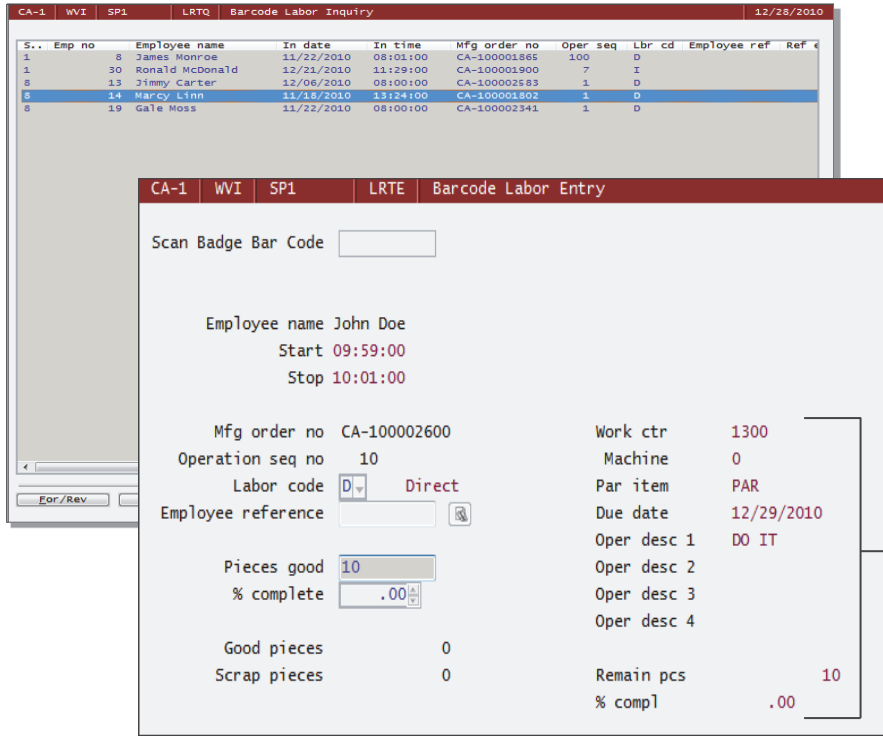 CA-1 WVI SP1 LRTQ Barcode Labor Inquiry 12/28/2010
S.. Emp no Employee name In date In time Mfg order no Oper seq Lbr cd Employee ref Ref
1 8 James Monroe 11/22/2010 08:01:00 CA-100001865 100 D
1 30 Ronald McDonald 12/21/2010 11:29:00 CA-100001900 7 I
8 13 Jimmy Carter 12/06/2010 08:00:00 CA-100002583 1 D
8 14 Marcy Linn 11/18/2010 13:24:00 CA-100001802 1 D
8 19 Gale Moss 11/22/2010 08:00:00 CA-100002341 1 D
For/Rev
CA-1 WVI SP1 LRTE Barcode Labor Entry
Scan Badge Bar Code
Employee name John Doe
Start 09:59:00
Stop 10:01:00
Mfg order no CA-100002600 Work ctr 1300
Operation seq no 10 Machine 0
Labor code D Direct Par item PAR
Employee reference Due date 12/29/2010
Oper desc 1 DO IT
Pieces good 10 Oper desc 2
% complete .00 Oper desc 3
Oper desc 4
Good pieces 0
Scrap pieces 0 Remain pcs 10
% compl .00